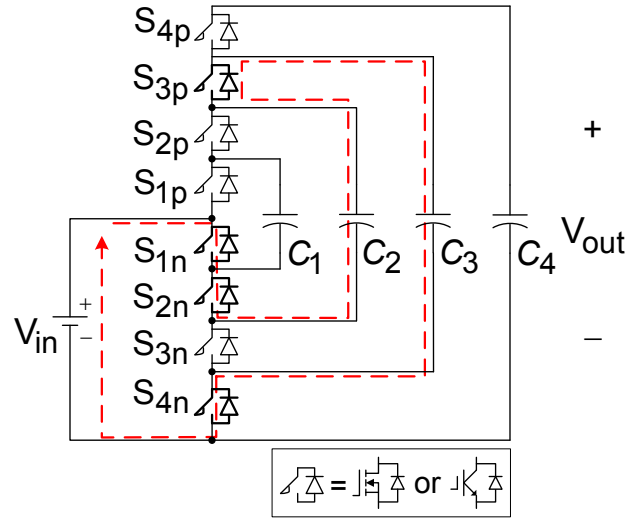 S4p
S3p
S2p
S1p
S1n
S2n
S3n
S4n
Vin
+
−
C1
C2
C3
C4
+
Vout
−
= or